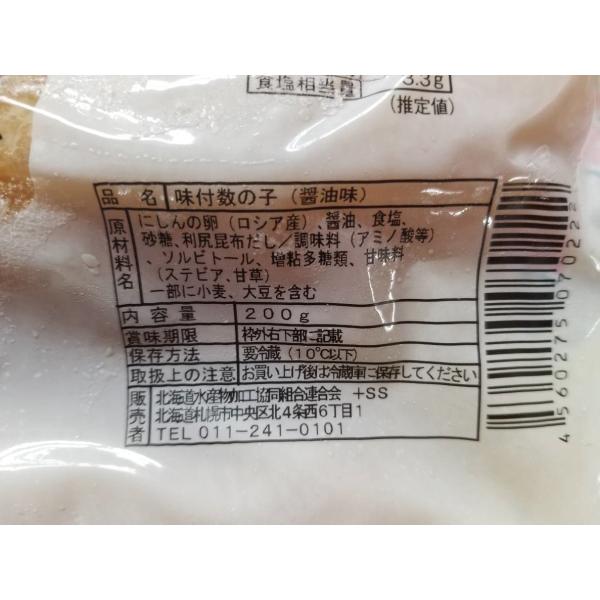 食塩相当量 3.3g
(推定値)
品名 味付数の子(醤油味)
原材料名 にしんの卵(ロシア産)、醤油、食塩、
砂糖、利尻昆布だし/調味料(アミノ酸等)
、ソルビトール、増粘多糖類、甘味料
(ステビア、甘草)
一部に小麦、大豆を含む
内容量 200g
賞味期限 枠外右下部に記載
保存方法 要冷蔵(10℃以下)
取扱上の注意 お買い上げ後は冷蔵庫に保存してください
販売者 北海道水産物加工協同組合連合会 +SS
北海道札幌市中央区北4条西6丁目1
TEL 011-241-0101
4 560275 070222